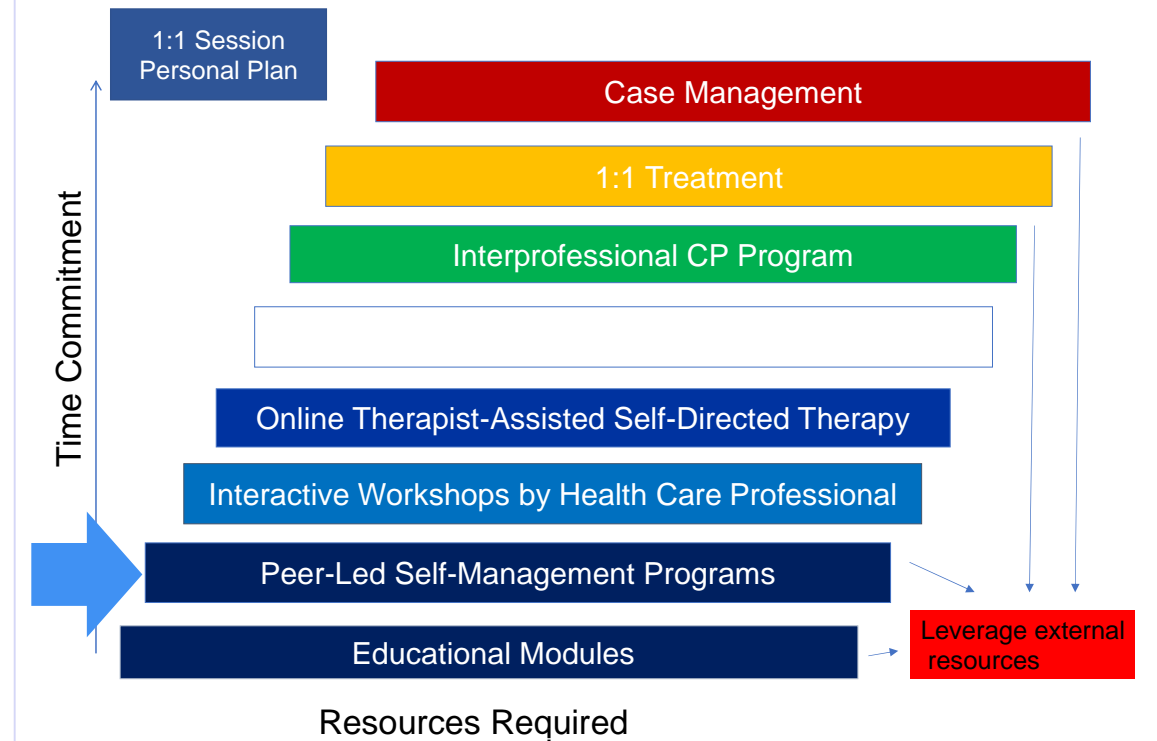 1:1 Session
Personal Plan
Case Management
1:1 Treatment
Interprofessional CP Program
Online Therapist-Assisted Self-Directed Therapy
Interactive Workshops by Health Care Professional
Peer-Led Self-Management Programs
Educational Modules
Leverage external
resources
Time Commitment
Resources Required